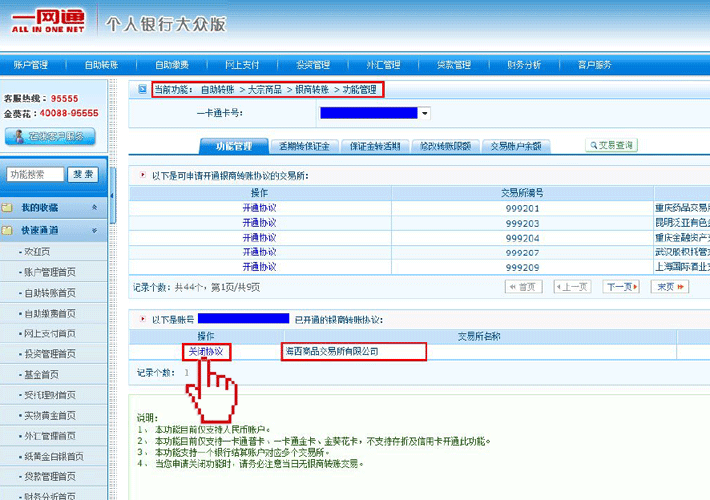 一网通
ALL IN ONE NET
个人银行大众版
账户管理 自助转账 自助缴费 网上支付 投资管理 外汇管理 贷款管理 财务分析 客户服务
客服热线：95555
金葵花：40088-95555
在线客户服务
功能搜索 搜索
我的收藏
快速通道
欢迎页
账户管理首页
自助转账首页
自助缴费首页
网上支付首页
投资管理首页
基金首页
受托理财首页
实物黄金首页
外汇管理首页
纸黄金白银首页
贷款管理首页
财务分析首页
当前功能： 自助转账 > 大宗商品 > 银商转账 > 功能管理
一卡通卡号：
功能管理 活期转保证金 保证金转活期 修改转账限额 交易账户余额 交易查询
以下是可申请开通银商转账协议的交易所：
操作 交易所编号
开通协议 999201 重庆药品交易所
开通协议 999203 昆明泛亚有色金
开通协议 999204 重庆金融资产交
开通协议 999207 武汉股权托管交
开通协议 999209 上海国际酒业交
记录个数：共44个，第1页/共9页 首页 上一页 下一页 末页
以下是账号 已开通的银商转账协议：
操作 交易所名称
关闭协议 海西商品交易所有限公司
记录个数： 1
说明：
1、 本功能目前仅支持人民币账户。
2、 本功能目前仅支持一卡通普卡、一卡通金卡、金葵花卡，不支持存折及信用卡开通此功能。
3、 本功能支持一个银行结算账户对应多个交易所。
4、 当您申请关闭功能时，请务必注意当日无银商转账交易。